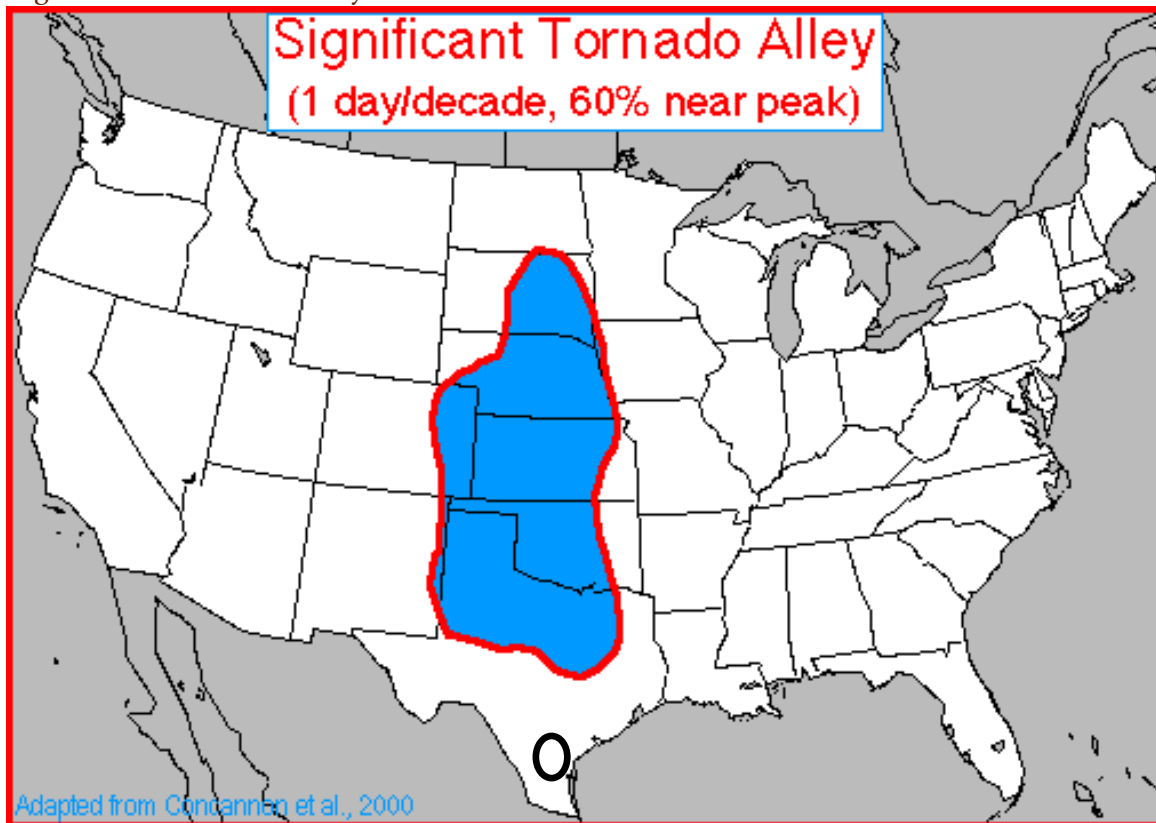 Significant Tornado Alley
(1 day/decade, 60% near peak)
Adapted from Concannon et al., 2000